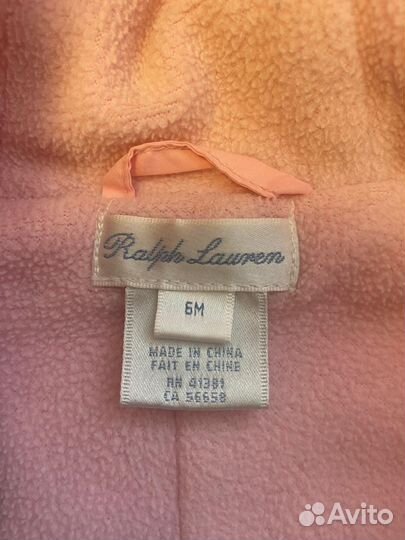 Ralph Lauren
6M
MADE IN CHINA
FAIT EN CHINE
RN 41381
CA 56658
Avito